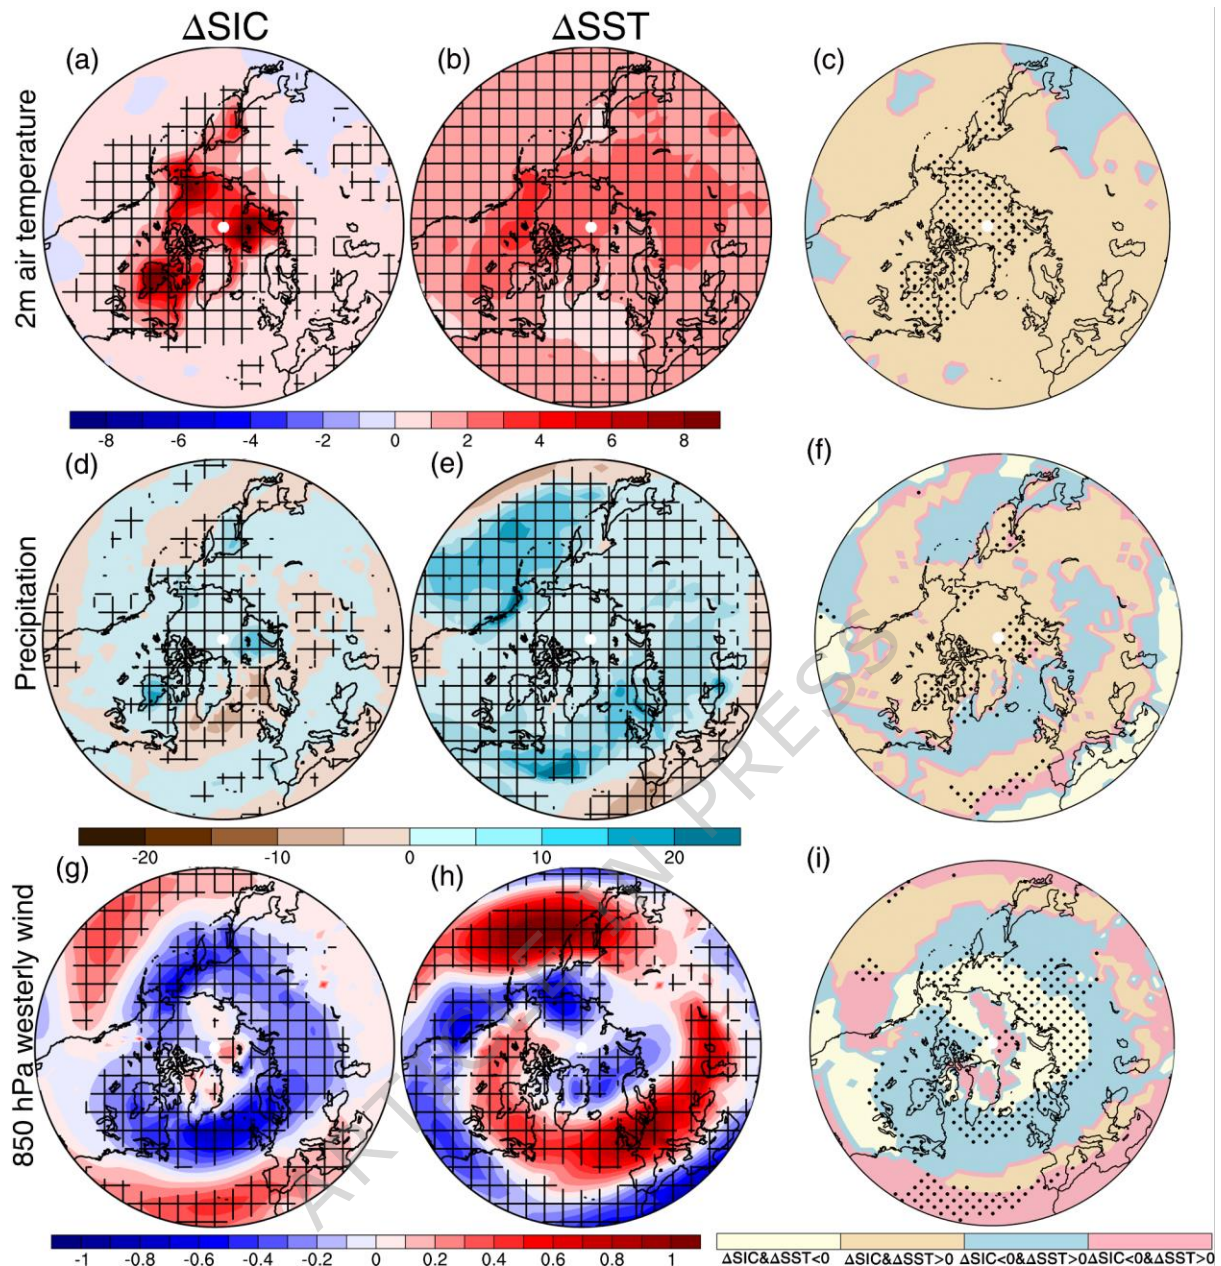 ΔSIC ΔSST
(a) (b) (c)
2m air temperature
-8 -6 -4 -2 0 2 4 6 8
(d) (e) (f)
Precipitation
-20 -10 0 10 20
(g) (h) (i)
850 hPa westerly wind
-1 -0.8 -0.6 -0.4 -0.2 0 0.2 0.4 0.6 0.8 1
ΔSIC&ΔSST<0 ΔSIC&ΔSST>0 ΔSIC<0&ΔSST>0 ΔSIC<0&ΔSST>0
ARTICLE IN PRESS